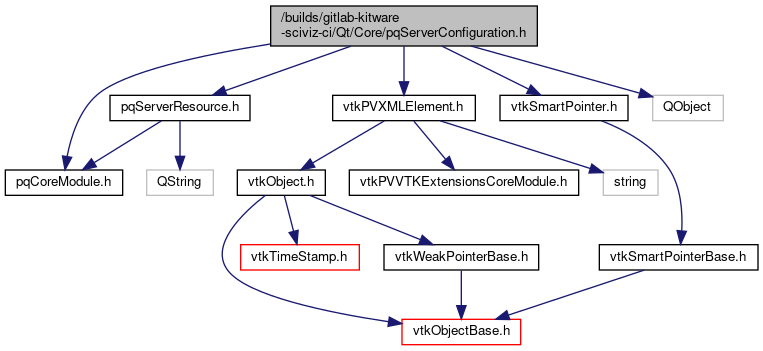 /builds/gitlab-kitware
-sciviz-ci/Qt/Core/pqServerConfiguration.h
pqServerResource.h
vtkPVXMLElement.h
vtkSmartPointer.h
QObject
pqCoreModule.h
QString
vtkObject.h
vtkPVVTKExtensionsCoreModule.h
string
vtkTimeStamp.h
vtkWeakPointerBase.h
vtkSmartPointerBase.h
vtkObjectBase.h